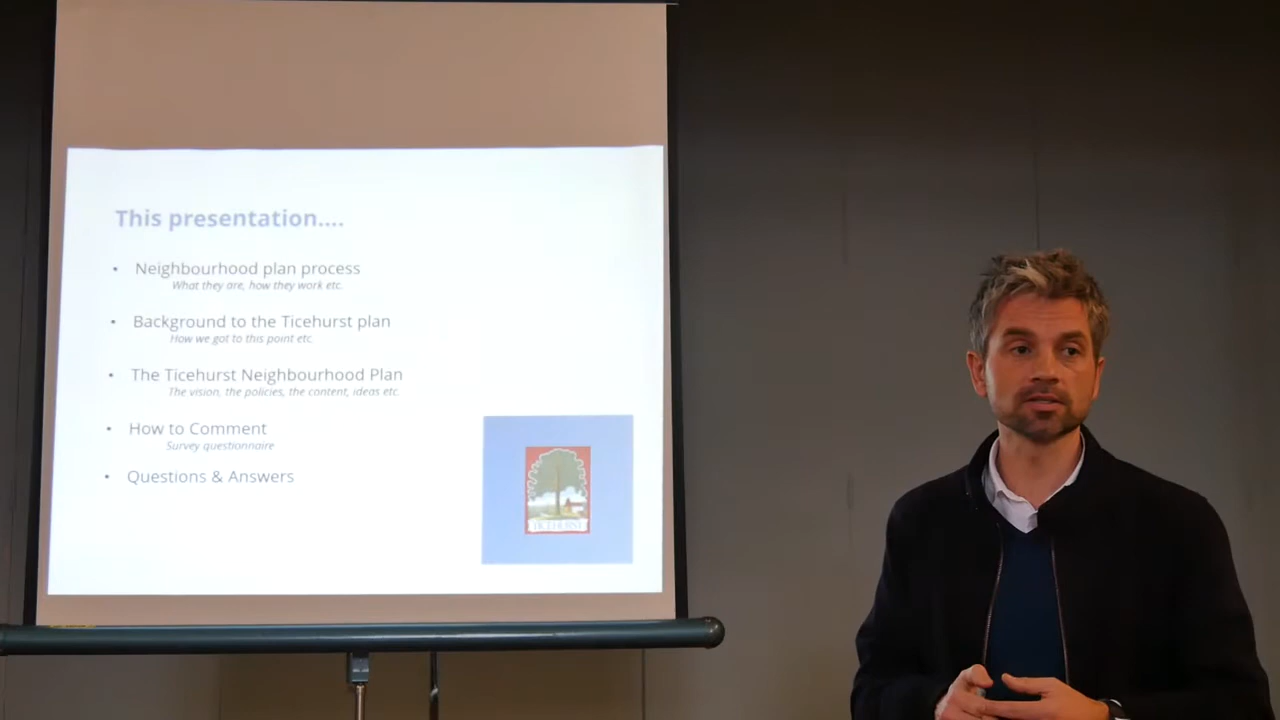 This presentation....
• Neighbourhood plan process
What they are, how they work etc.
• Background to the Ticehurst plan
How we got to this point etc.
• The Ticehurst Neighbourhood Plan
The vision, the policies, the content, ideas etc.
• How to Comment
Survey questionnaire
• Questions & Answers
TICEHURST